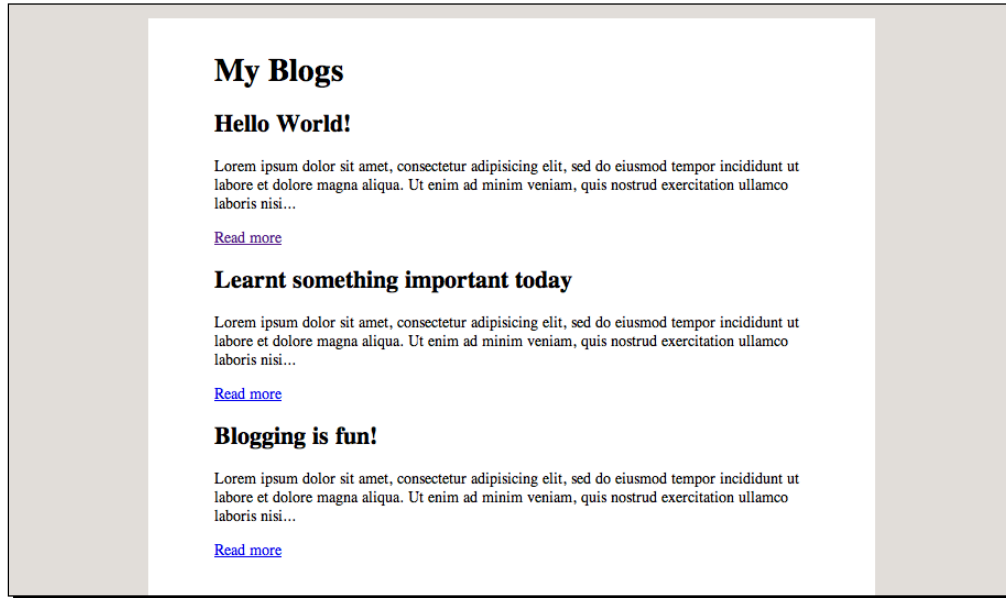 My Blogs
Hello World!
Lorem ipsum dolor sit amet, consectetur adipisicing elit, sed do eiusmod tempor incididunt ut
labore et dolore magna aliqua. Ut enim ad minim veniam, quis nostrud exercitation ullamco
laboris nisi...
Read more
Learnt something important today
Lorem ipsum dolor sit amet, consectetur adipisicing elit, sed do eiusmod tempor incididunt ut
labore et dolore magna aliqua. Ut enim ad minim veniam, quis nostrud exercitation ullamco
laboris nisi...
Read more
Blogging is fun!
Lorem ipsum dolor sit amet, consectetur adipisicing elit, sed do eiusmod tempor incididunt ut
labore et dolore magna aliqua. Ut enim ad minim veniam, quis nostrud exercitation ullamco
laboris nisi...
Read more